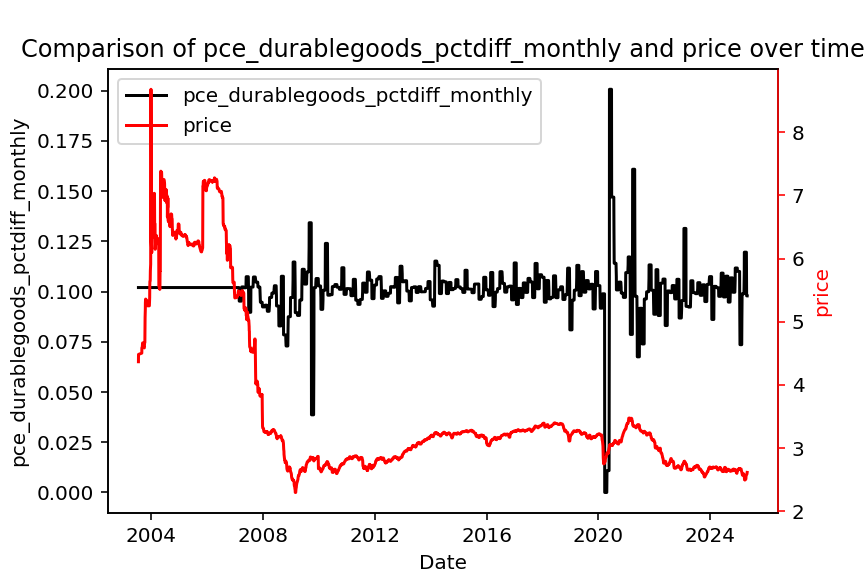 Comparison of pce_durablegoods_pctdiff_monthly and price over time
pce_durablegoods_pctdiff_monthly
price
pce_durablegoods_pctdiff_monthly
0.200
0.175
0.150
0.125
0.100
0.075
0.050
0.025
0.000
8
7
6
5
4
3
2
price
2004 2008 2012 2016 2020 2024
Date